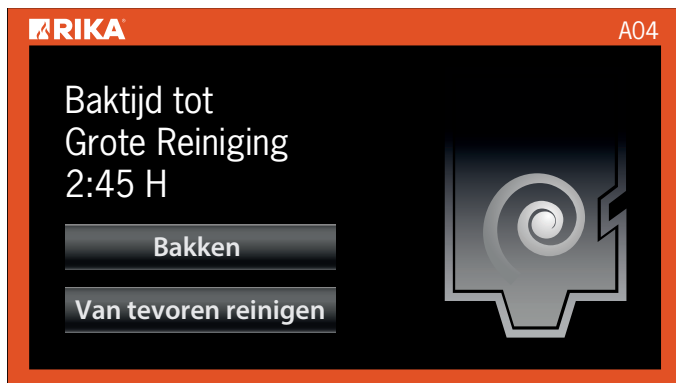 RIKA
A04
Baktijd tot
Grote Reiniging
2:45 H
Bakken
Van tevoren reinigen